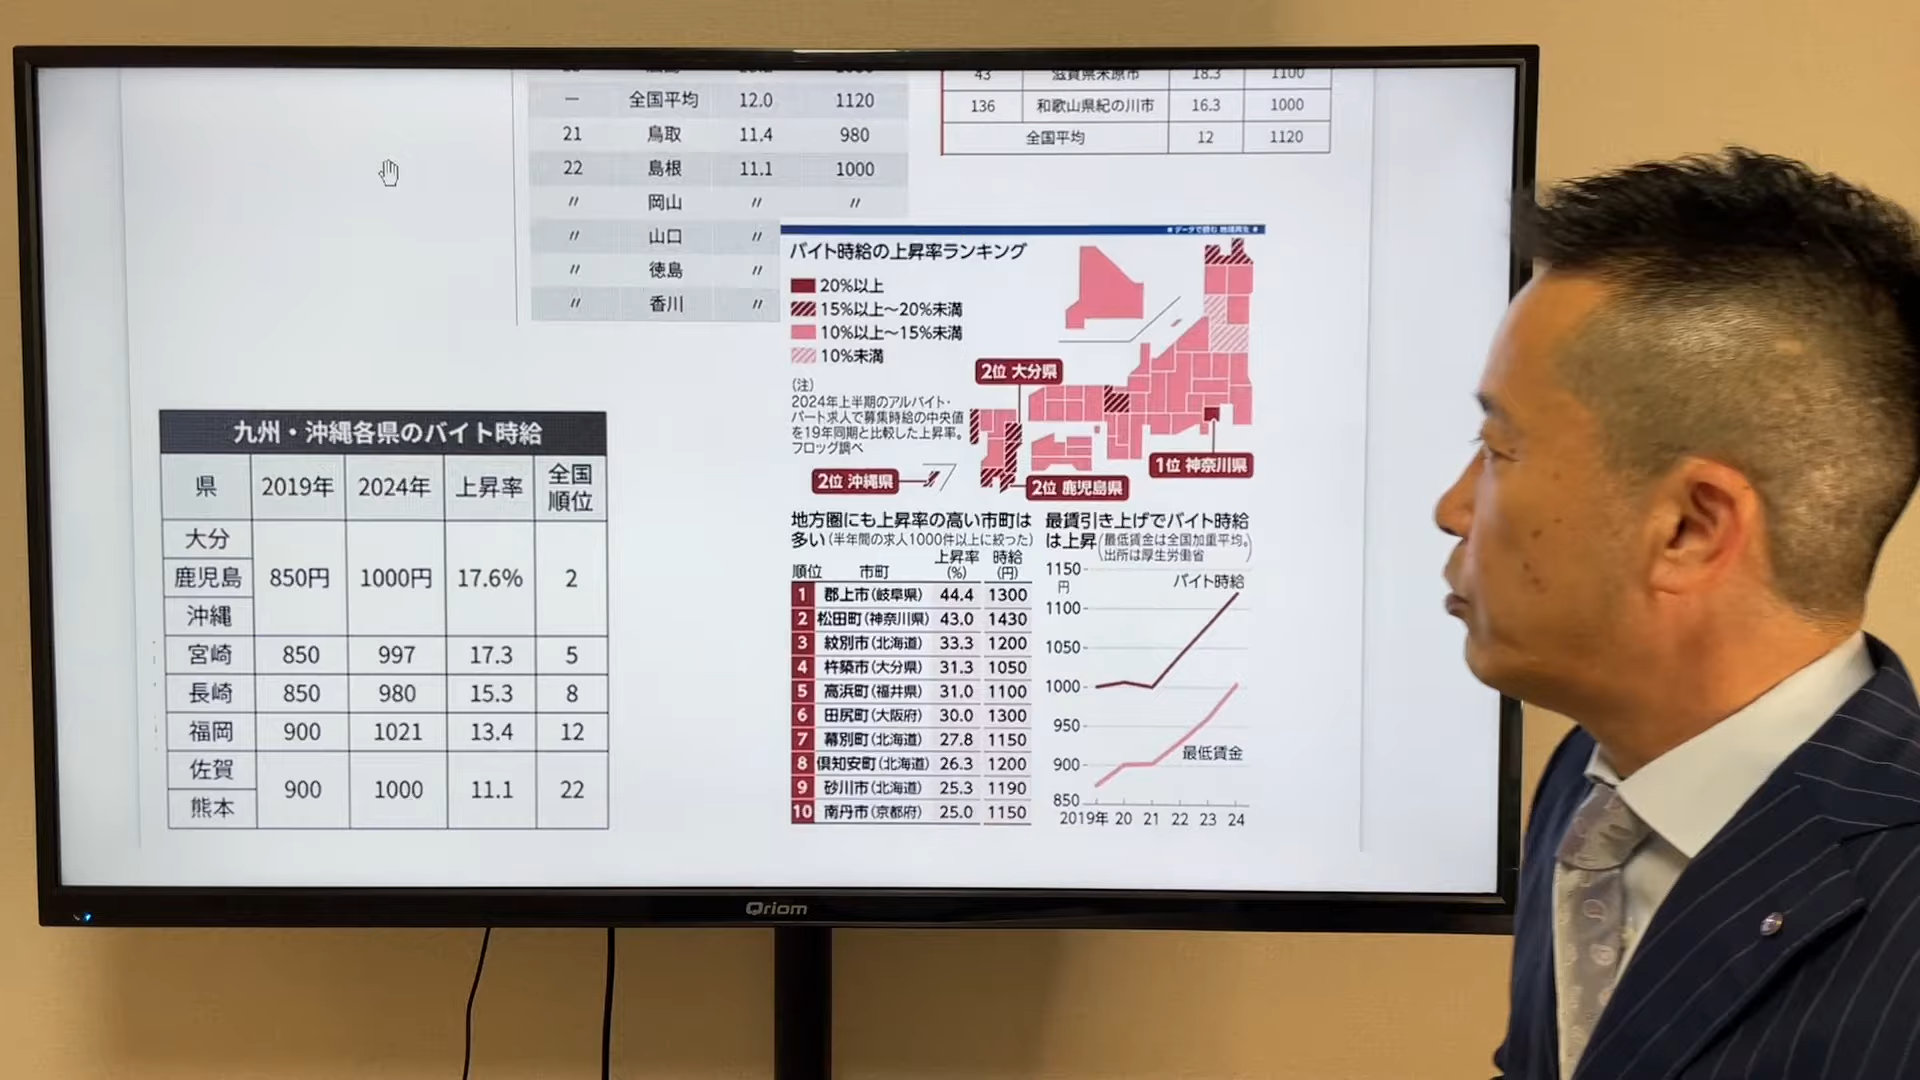 全国平均 12.0 1120
21 鳥取 11.4 980
22 島根 11.1 1000
〃 岡山 〃 〃
〃 山口 〃
〃 徳島 〃
〃 香川 〃
43 滋賀県米原市 18.3 1100
136 和歌山県紀の川市 16.3 1000
全国平均 12 1120
データで読む 地域再生
バイト時給の上昇率ランキング
20%以上
15%以上〜20%未満
10%以上〜15%未満
10%未満
(注)
2024年上半期のアルバイト・
パート求人で募集時給の中央値
を19年同期と比較した上昇率。
フロッグ調べ
2位 大分県
1位 神奈川県
2位 沖縄県
2位 鹿児島県
九州・沖縄各県のバイト時給
県 2019年 2024年 上昇率 全国順位
大分
鹿児島 850円 1000円 17.6% 2
沖縄
宮崎 850 997 17.3 5
長崎 850 980 15.3 8
福岡 900 1021 13.4 12
佐賀
熊本
900 1000 11.1 22
地方圏にも上昇率の高い市町は
多い(半年間の求人1000件以上に絞った)
順位 市町 上昇率(%) 時給(円)
1 郡上市(岐阜県) 44.4 1300
2 松田町(神奈川県) 43.0 1430
3 紋別市(北海道) 33.3 1200
4 杵築市(大分県) 31.3 1050
5 高浜町(福井県) 31.0 1100
6 田尻町(大阪府) 30.0 1300
7 幕別町(北海道) 27.8 1150
8 倶知安町(北海道) 26.3 1200
9 砂川市(北海道) 25.3 1190
10 南丹市(京都府) 25.0 1150
最賃引き上げでバイト時給
は上昇(最低賃金は全国加重平均。出所は厚生労働省)
1150
円
1100
1050
1000
950
900
850
バイト時給
最低賃金
2019年 20 21 22 23 24
Qriom